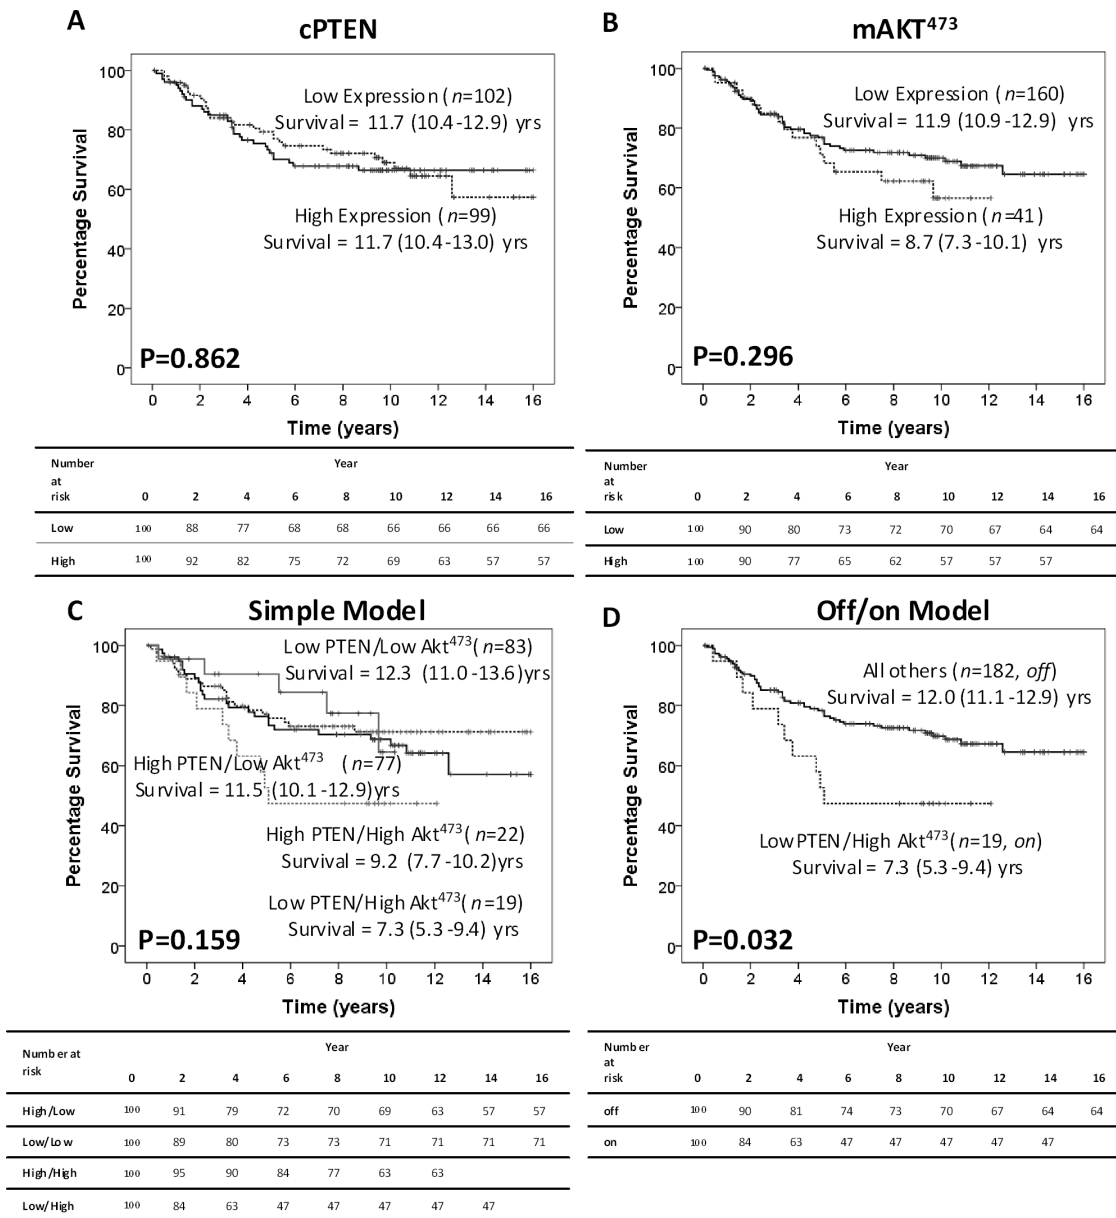 A
cPTEN
Percentage Survival
100
80
60
40
20
0
Low Expression (n=102)
Survival = 11.7 (10.4-12.9) yrs
High Expression (n=99)
Survival = 11.7 (10.4-13.0) yrs
P=0.862
0 2 4 6 8 10 12 14 16
Time (years)
Number at risk
Year
0 2 4 6 8 10 12 14 16
Low 100 88 77 68 68 66 66 66 66
High 100 92 82 75 72 69 63 57 57
B
mAKT⁴⁷³
Percentage Survival
100
80
60
40
20
0
Low Expression (n=160)
Survival = 11.9 (10.9-12.9) yrs
High Expression (n=41)
Survival = 8.7 (7.3-10.1) yrs
P=0.296
0 2 4 6 8 10 12 14 16
Time (years)
Number at risk
Year
0 2 4 6 8 10 12 14 16
Low 100 90 80 73 72 70 67 64 64
High 100 90 77 65 62 57 57 57
C
Simple Model
Percentage Survival
100
80
60
40
20
0
Low PTEN/Low Akt⁴⁷³(n=83)
Survival = 12.3 (11.0-13.6)yrs
High PTEN/Low Akt⁴⁷³ (n=77)
Survival = 11.5 (10.1-12.9)yrs
High PTEN/High Akt⁴⁷³(n=22)
Survival = 9.2 (7.7-10.2)yrs
Low PTEN/High Akt⁴⁷³(n=19)
Survival = 7.3 (5.3-9.4) yrs
P=0.159
0 2 4 6 8 10 12 14 16
Time (years)
Number at risk
Year
0 2 4 6 8 10 12 14 16
High/Low 100 91 79 72 70 69 63 57 57
Low/Low 100 89 80 73 73 71 71 71 71
High/High 100 95 90 84 77 63 63
Low/High 100 84 63 47 47 47 47 47
D
Off/on Model
Percentage Survival
100
80
60
40
20
0
All others (n=182, off)
Survival = 12.0 (11.1-12.9) yrs
Low PTEN/High Akt⁴⁷³(n=19, on)
Survival = 7.3 (5.3-9.4) yrs
P=0.032
0 2 4 6 8 10 12 14 16
Time (years)
Number at risk
Year
0 2 4 6 8 10 12 14 16
off 100 90 81 74 73 70 67 64 64
on 100 84 63 47 47 47 47 47